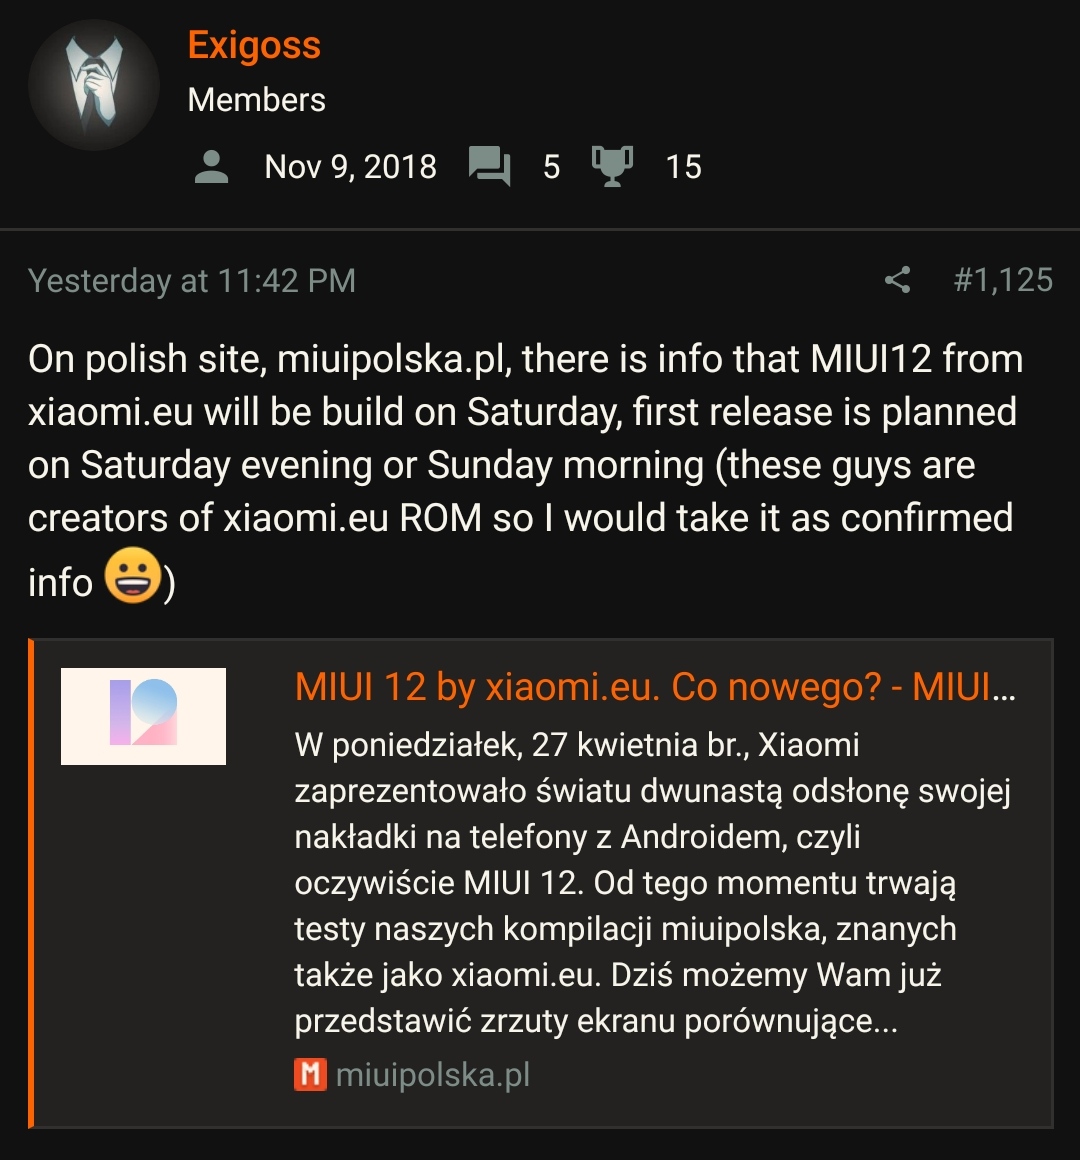 Exigoss
Members
Nov 9, 2018 5 15
Yesterday at 11:42 PM #1,125
On polish site, miuipolska.pl, there is info that MIUI12 from
xiaomi.eu will be build on Saturday, first release is planned
on Saturday evening or Sunday morning (these guys are
creators of xiaomi.eu ROM so I would take it as confirmed
info 😀)
MIUI 12 by xiaomi.eu. Co nowego? - MIUI...
W poniedziałek, 27 kwietnia br., Xiaomi
zaprezentowało światu dwunastą odsłonę swojej
nakładki na telefony z Androidem, czyli
oczywiście MIUI 12. Od tego momentu trwają
testy naszych kompilacji miuipolska, znanych
także jako xiaomi.eu. Dziś możemy Wam już
przedstawić zrzuty ekranu porównujące...
M miuipolska.pl